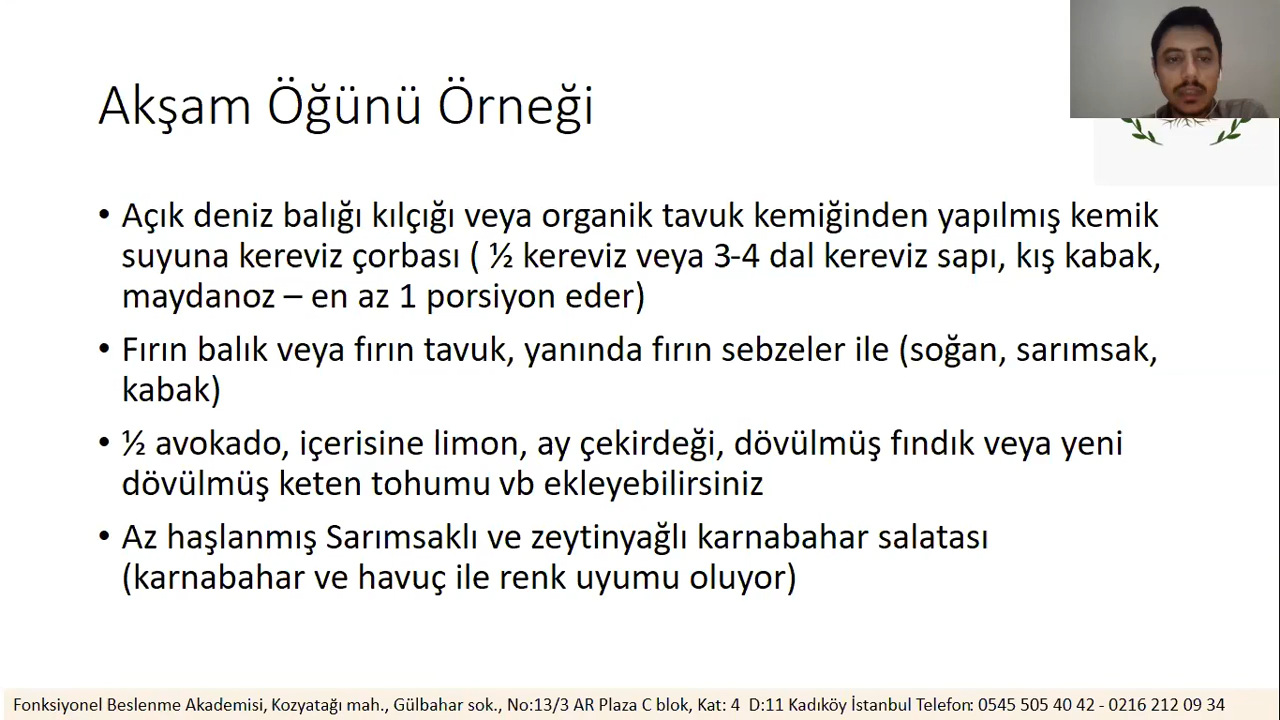 Akşam Öğünü Örneği
• Açık deniz balığı kılçığı veya organik tavuk kemiğinden yapılmış kemik
suyuna kereviz çorbası ( ½ kereviz veya 3-4 dal kereviz sapı, kış kabak,
maydanoz – en az 1 porsiyon eder)
• Fırın balık veya fırın tavuk, yanında fırın sebzeler ile (soğan, sarımsak,
kabak)
• ½ avokado, içerisine limon, ay çekirdeği, dövülmüş fındık veya yeni
dövülmüş keten tohumu vb ekleyebilirsiniz
• Az haşlanmış Sarımsaklı ve zeytinyağlı karnabahar salatası
(karnabahar ve havuç ile renk uyumu oluyor)
Fonksiyonel Beslenme Akademisi, Kozyatağı mah., Gülbahar sok., No:13/3 AR Plaza C blok, Kat: 4 D:11 Kadıköy İstanbul Telefon: 0545 505 40 42 - 0216 212 09 34